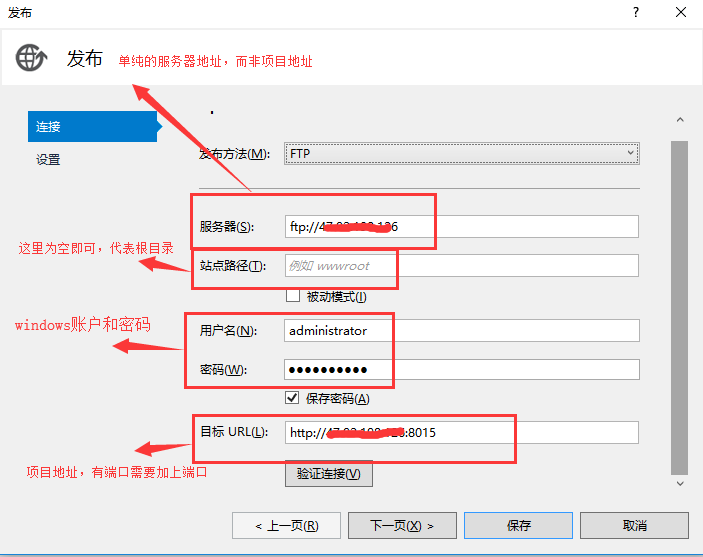 发布
?
发布 单纯的服务器地址，而非项目地址
连接
设置
发布方法(M): FTP
服务器(S): ftp://4
6
这里为空即可，代表根目录
站点路径(T): 例如 wwwroot
被动模式(I)
windows账户和密码
用户名(N): administrator
密码(W): ●●●●●●●●●●
保存密码(A)
目标 URL(L): http://
:8015
项目地址，有端口需要加上端口
验证连接(V)
< 上一页(R) 下一页(X) > 保存 取消